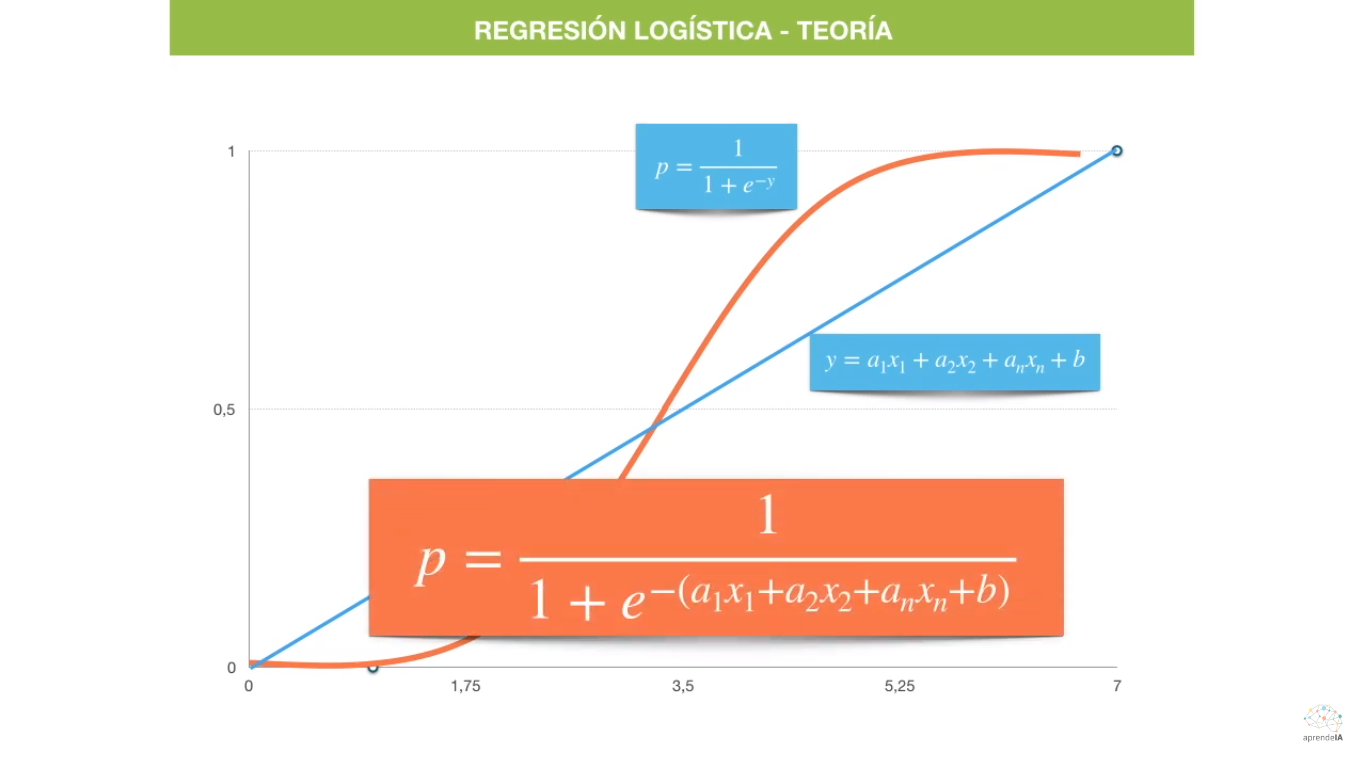 REGRESIÓN LOGÍSTICA - TEORÍA
1
p = 1 / (1 + e^{-y})
y = a₁x₁ + a₂x₂ + aₙxₙ + b
0,5
p = 1 / (1 + e^{-(a₁x₁+a₂x₂+aₙxₙ+b)})
0
0 1,75 3,5 5,25 7
aprendeIA